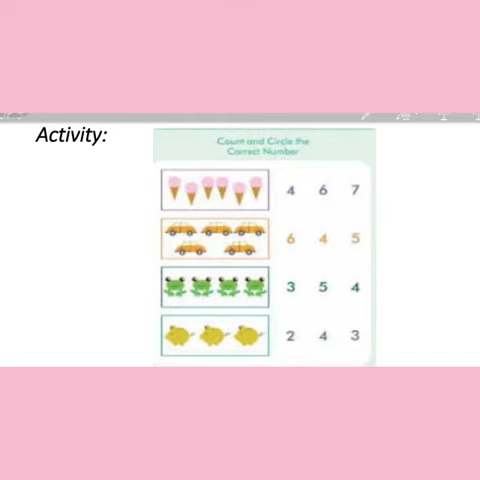 Activity:
Count and Circle the
Correct Number
4 6 7
6 4 5
3 5 4
2 4 3